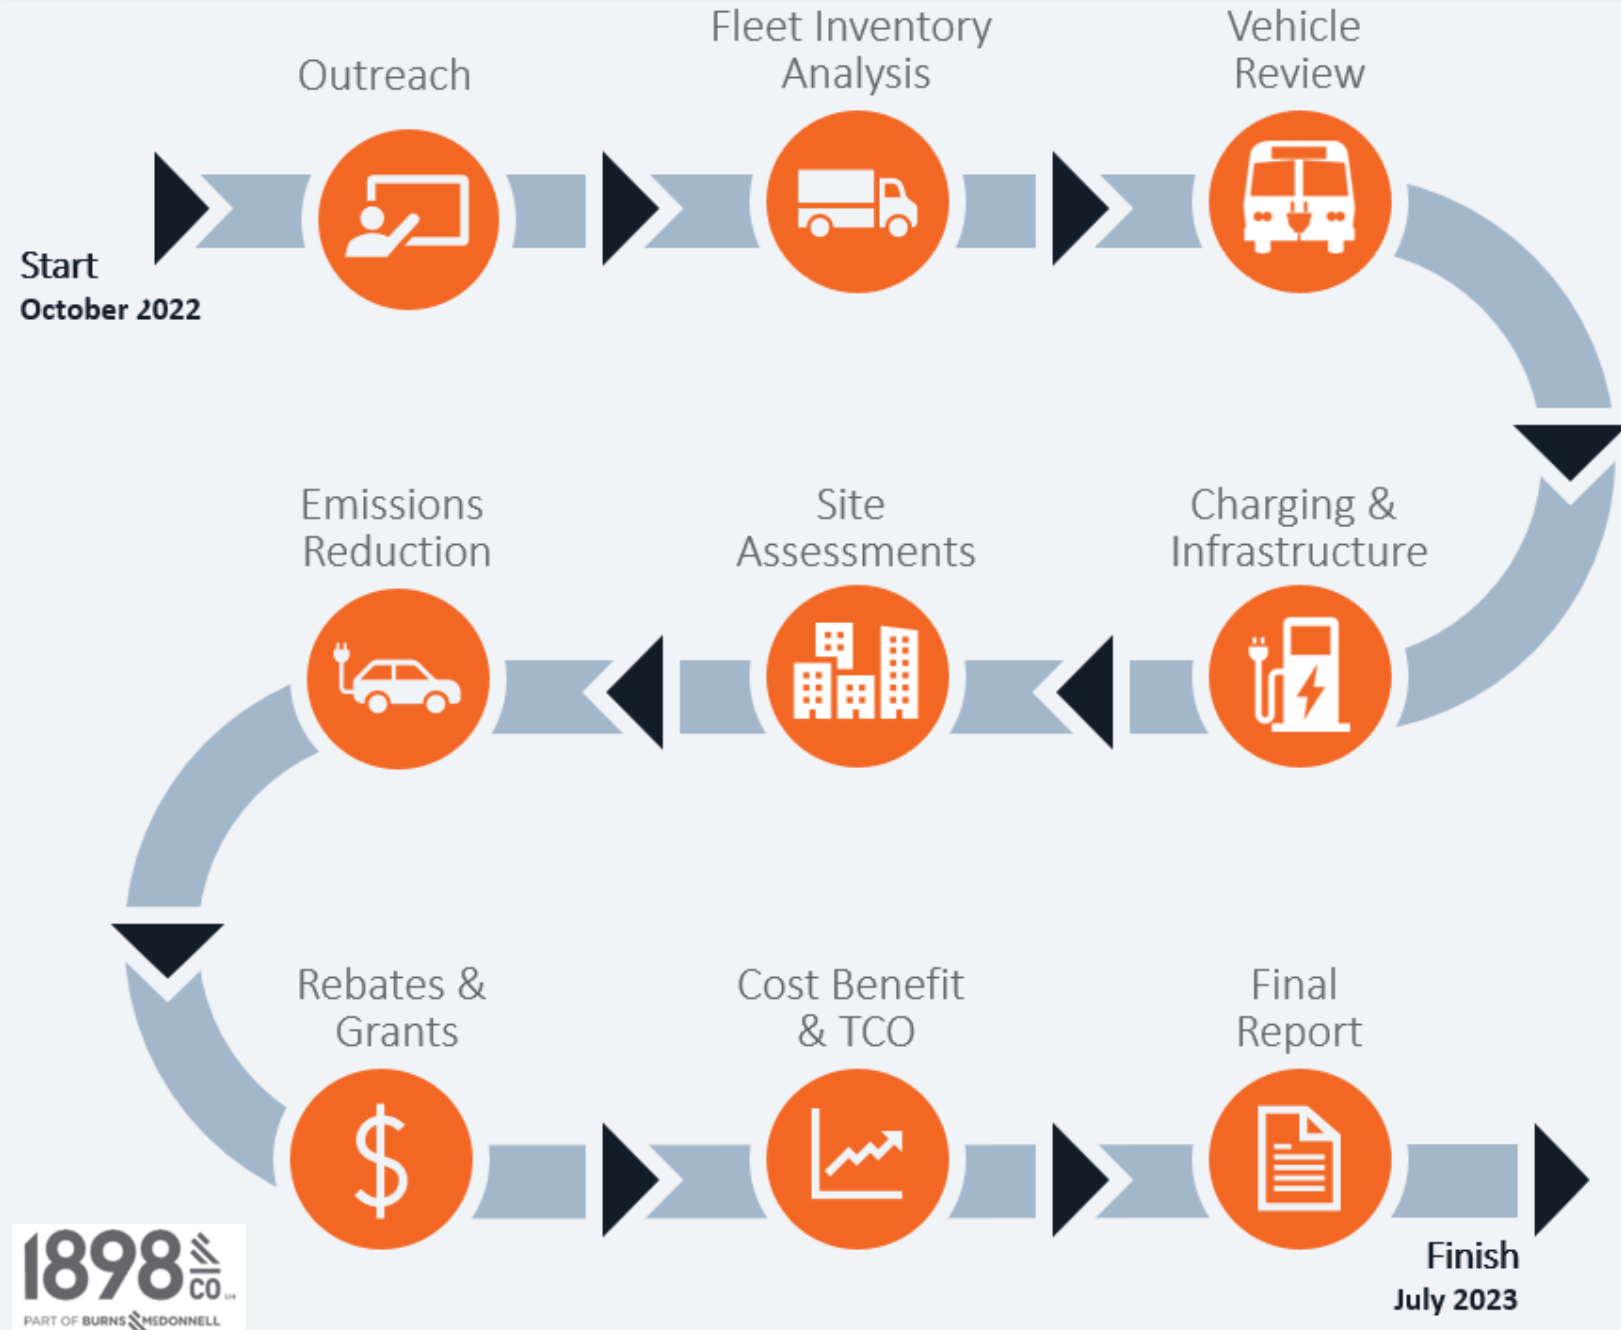 Outreach
Fleet Inventory
Analysis
Vehicle
Review
Start
October 2022
Charging &
Infrastructure
Site
Assessments
Emissions
Reduction
Rebates &
Grants
Cost Benefit
& TCO
Final
Report
Finish
July 2023
1898
CO
PART OF BURNS MCDONNELL